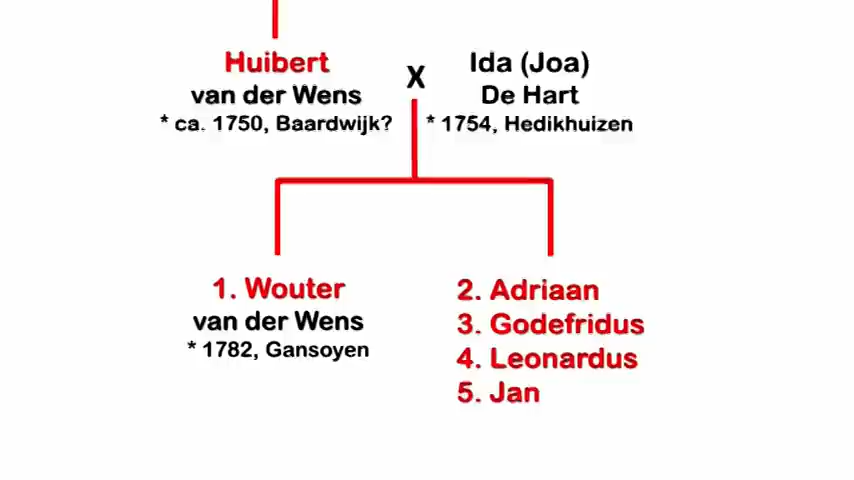 Huibert
van der Wens
* ca. 1750, Baardwijk?
X
Ida (Joa)
De Hart
* 1754, Hedikhuizen
1. Wouter
van der Wens
* 1782, Gansoyen
2. Adriaan
3. Godefridus
4. Leonardus
5. Jan